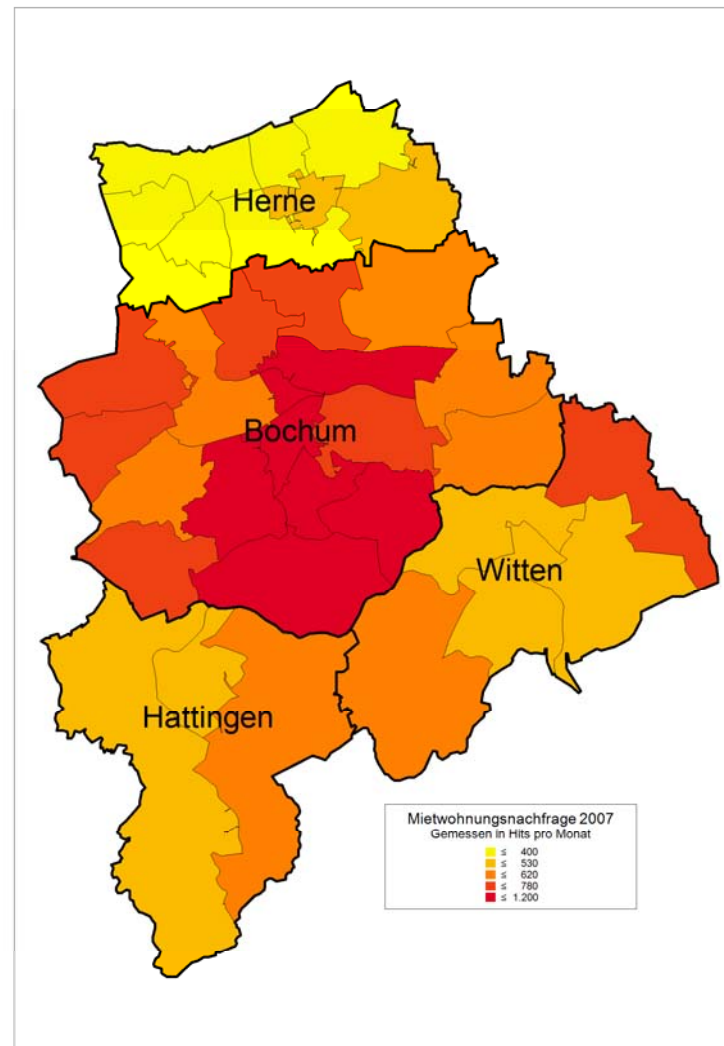 Herne
Bochum
Witten
Hattingen
Mietwohnungsnachfrage 2007
Gemessen in Hits pro Monat
≤ 400
≤ 530
≤ 620
≤ 780
≤ 1.200